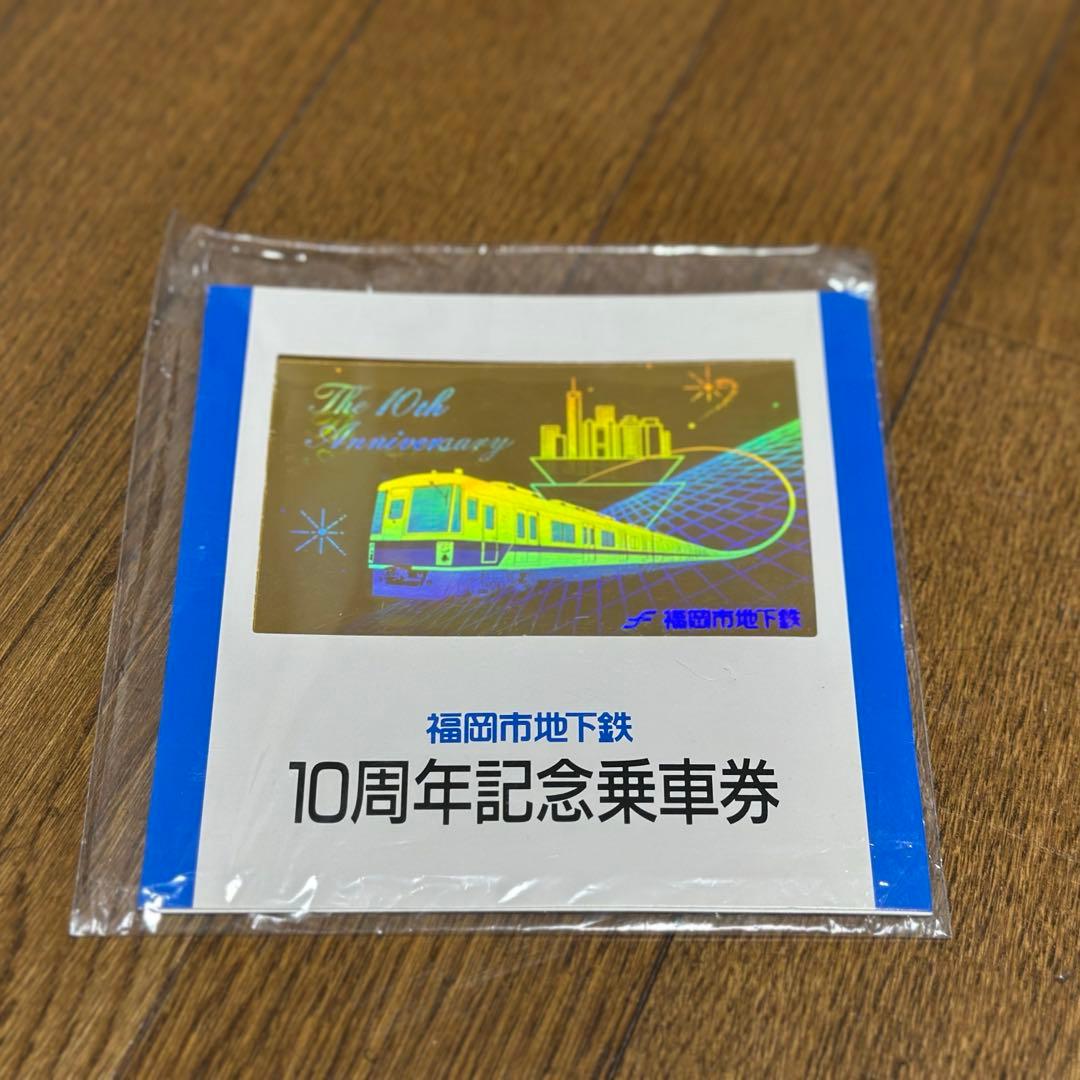 The 10th
Anniversary
福岡市地下鉄
福岡市地下鉄
10周年記念乗車券